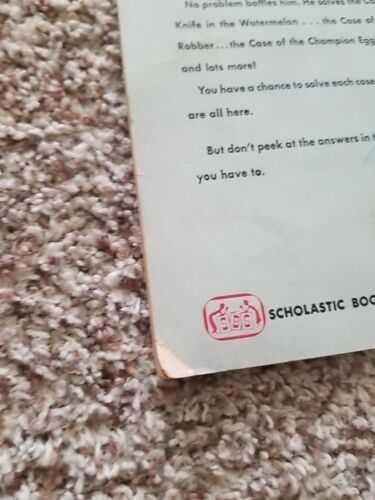 No problem baffles him. He solves the Ca
Knife in the Watermelon . . . the Case of
Robber...the Case of the Champion Egg
and lots more!
You have a chance to solve each case
are all here.
But don't peek at the answers in t
you have to.
SBS SCHOLASTIC BOO